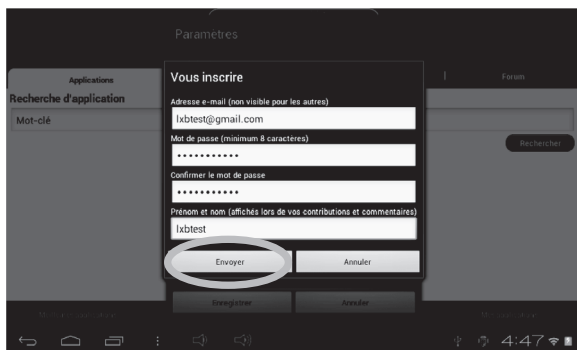 Paramètres
Applications
Forum
Recherche d'application
Mot-clé
Rechercher
Vous inscrire
Adresse e-mail (non visible pour les autres)
lxbtest@gmail.com
Mot de passe (minimum 8 caractères)
•••••••••••
Confirmer le mot de passe
•••••••••••
Prénom et nom (affichés lors de vos contributions et commentaires)
lxbtest
Envoyer
Annuler
Enregistrer
Annuler
4:47